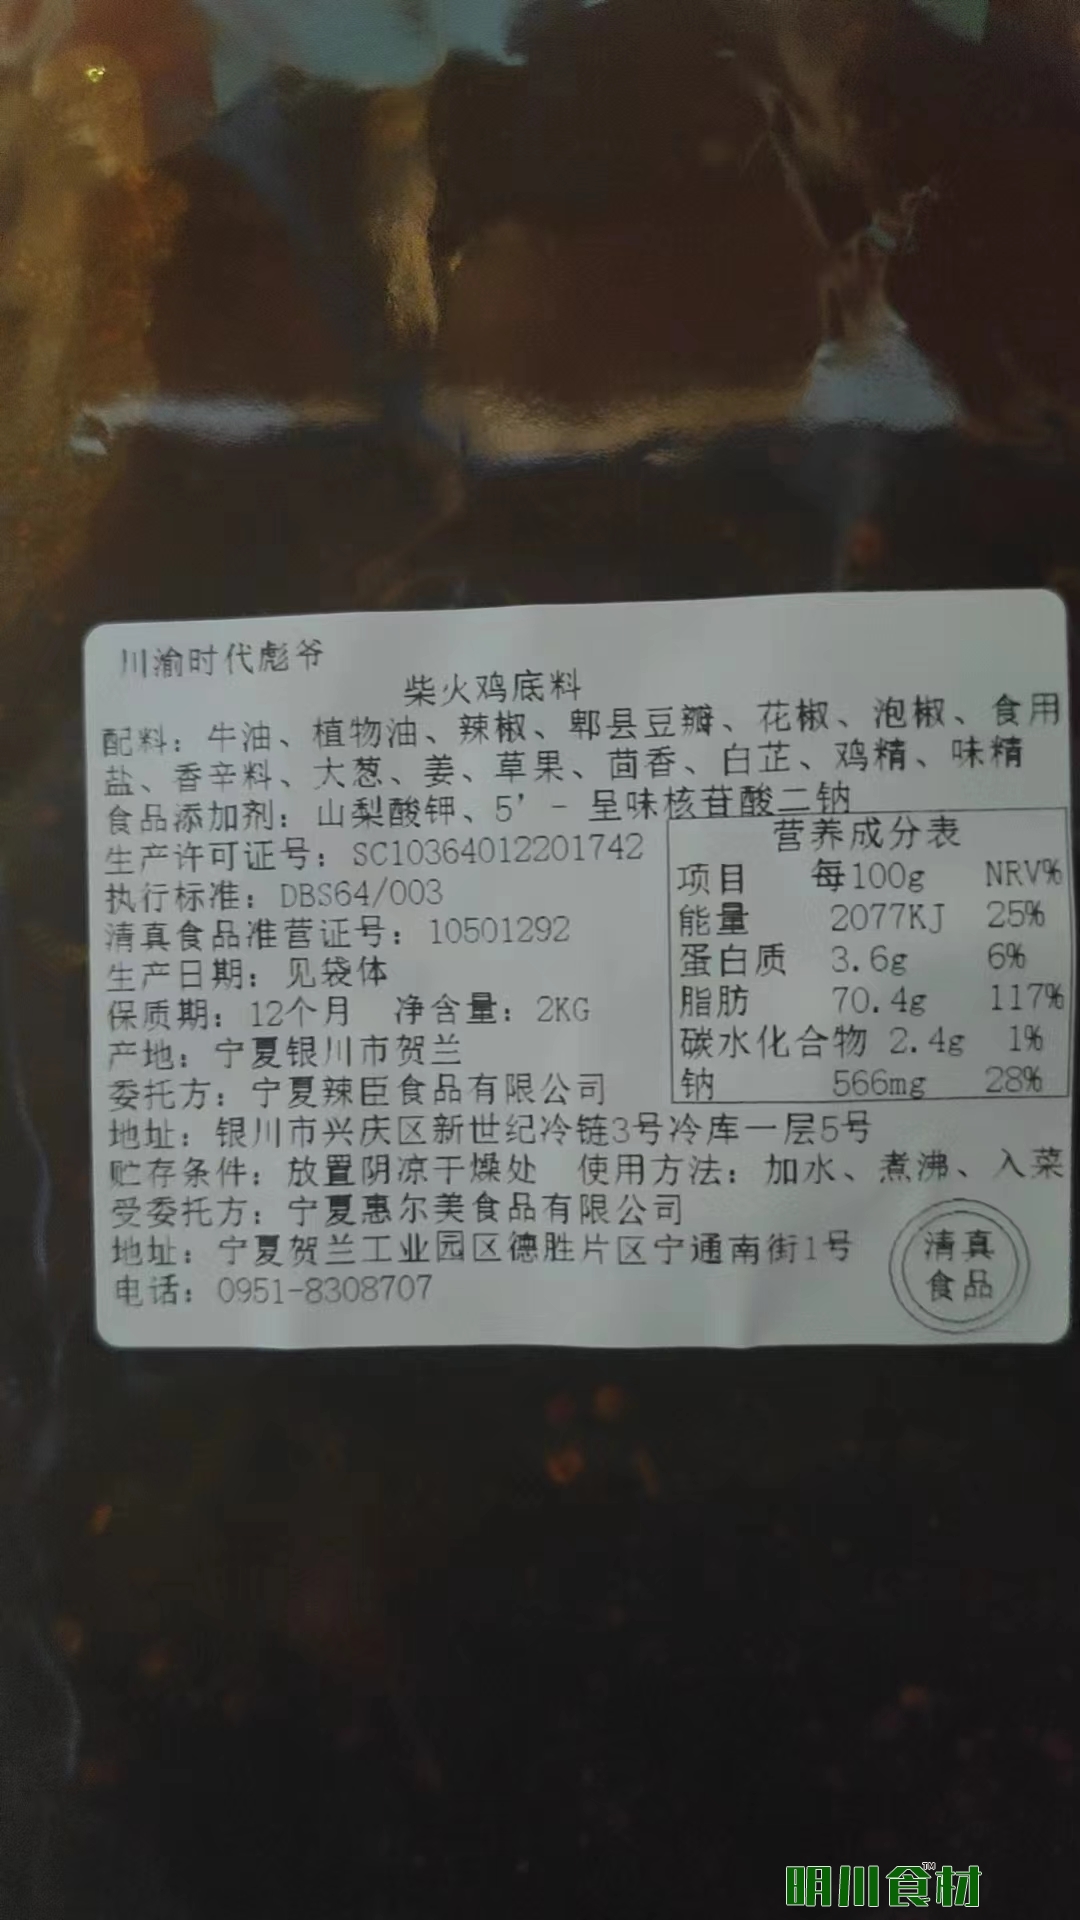 川渝时代彪爷
柴火鸡底料
配料：牛油、植物油、辣椒、郫县豆瓣、花椒、泡椒、食用
盐、香辛料、大葱、姜、草果、茴香、白芷、鸡精、味精
食品添加剂：山梨酸钾、5'-呈味核苷酸二钠
生产许可证号：SC10364012201742
执行标准：DBS64/003
清真食品准营证号：10501292
生产日期：见袋体
保质期：12个月 净含量：2KG
产地：宁夏银川市贺兰
委托方：宁夏辣臣食品有限公司
营养成分表
项目 每100g NRV%
能量 2077KJ 25%
蛋白质 3.6g 6%
脂肪 70.4g 117%
碳水化合物 2.4g 1%
钠 566mg 28%
地址：银川市兴庆区新世纪冷链3号冷库一层5号
贮存条件：放置阴凉干燥处 使用方法：加水、煮沸、入菜
受委托方：宁夏惠尔美食品有限公司
地址：宁夏贺兰工业园区德胜片区宁通南街1号
电话：0951-8308707
清真
食品
明川食材™